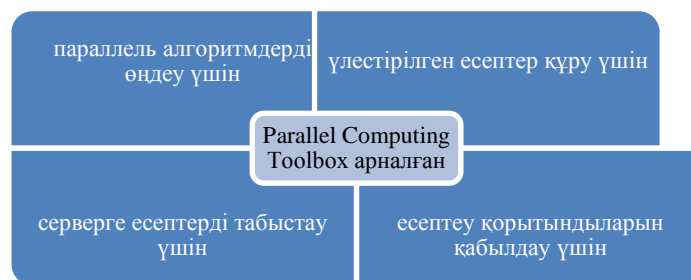 параллель алгоритмдерді
өңдеу үшін
үлестірілген есептер құру үшін
Parallel Computing
Toolbox арналған
серверге есептерді табыстау
үшін
есептеу қорытындыларын
қабылдау үшін